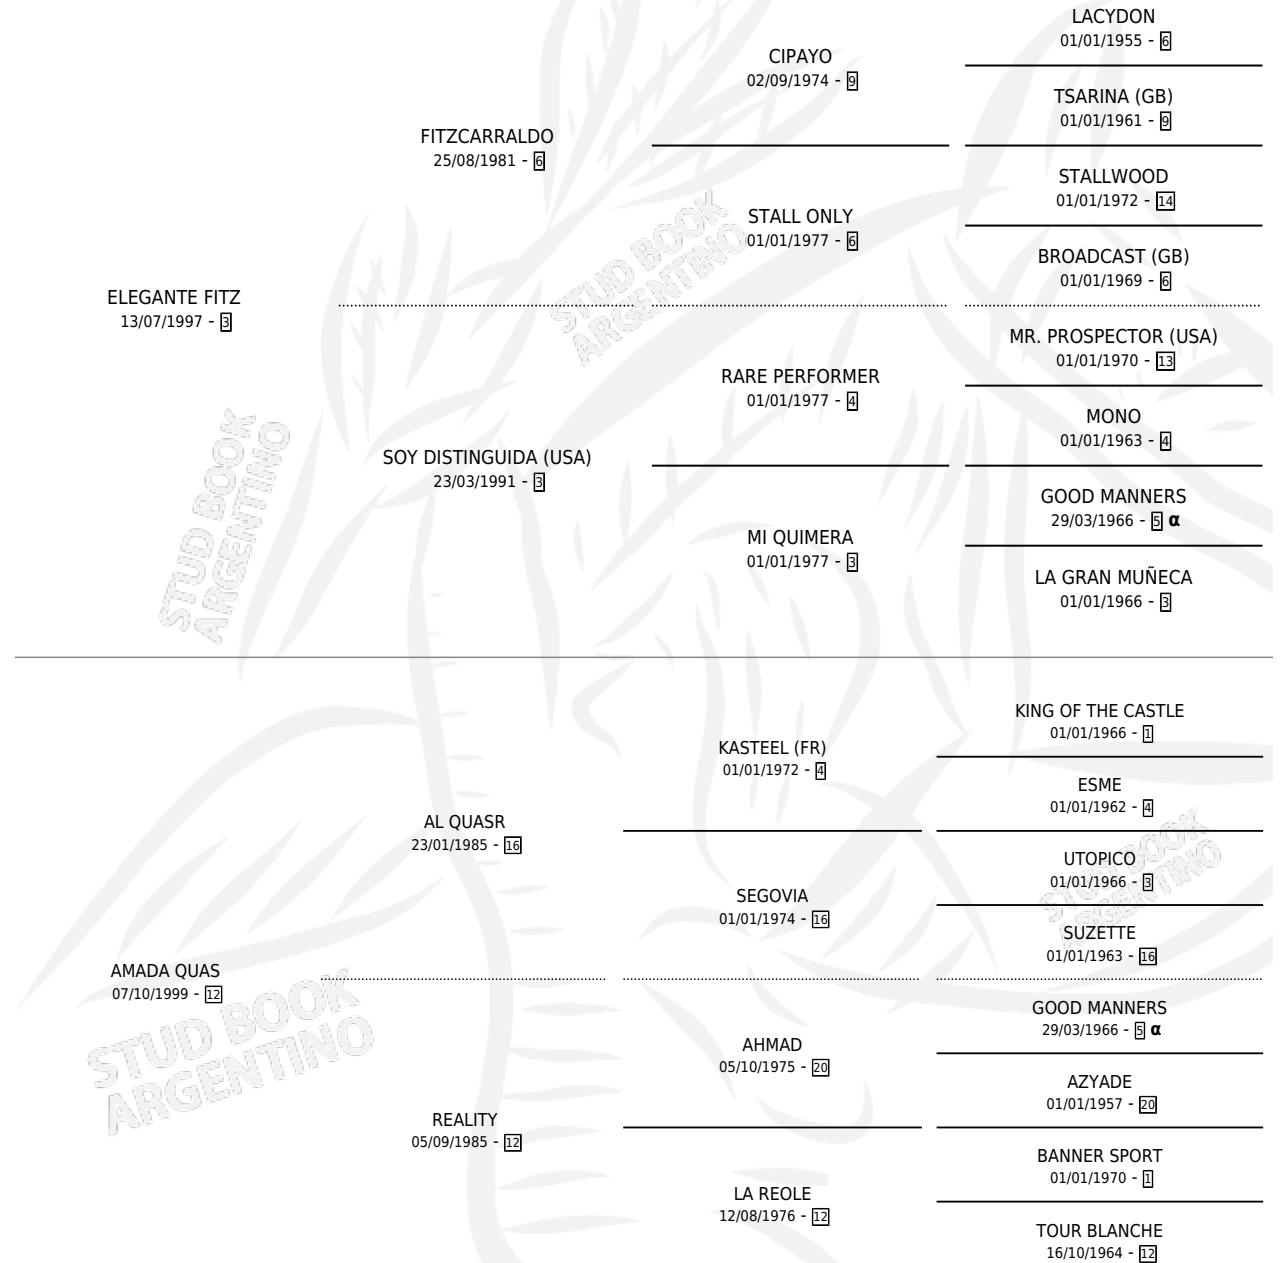 LACYDON
01/01/1955 - 6
CIPAYO
02/09/1974 - 9
TSARINA (GB)
01/01/1961 - 9
FITZCARRALDO
25/08/1981 - 6
STALLWOOD
01/01/1972 - 14
STALL ONLY
01/01/1977 - 6
BROADCAST (GB)
01/01/1969 - 6
ELEGANTE FITZ
13/07/1997 - 3
MR. PROSPECTOR (USA)
01/01/1970 - 13
RARE PERFORMER
01/01/1977 - 4
MONO
01/01/1963 - 4
SOY DISTINGUIDA (USA)
23/03/1991 - 3
GOOD MANNERS
29/03/1966 - 5 α
MI QUIMERA
01/01/1977 - 3
LA GRAN MUÑECA
01/01/1966 - 3
KING OF THE CASTLE
01/01/1966 - 1
KASTEEL (FR)
01/01/1972 - 4
ESME
01/01/1962 - 4
AL QUASR
23/01/1985 - 16
UTOPICO
01/01/1966 - 3
SEGOVIA
01/01/1974 - 16
SUZETTE
01/01/1963 - 16
AMADA QUAS
07/10/1999 - 12
GOOD MANNERS
29/03/1966 - 5 α
AHMAD
05/10/1975 - 20
AZYADE
01/01/1957 - 20
REALITY
05/09/1985 - 12
BANNER SPORT
01/01/1970 - 1
LA REOLE
12/08/1976 - 12
TOUR BLANCHE
16/10/1964 - 12
STUD BOOK
ARGENTINO
STUD BOOK
ARGENTINO
STUD BOOK
ARGENTINO
STUD BOOK
ARGENTINO